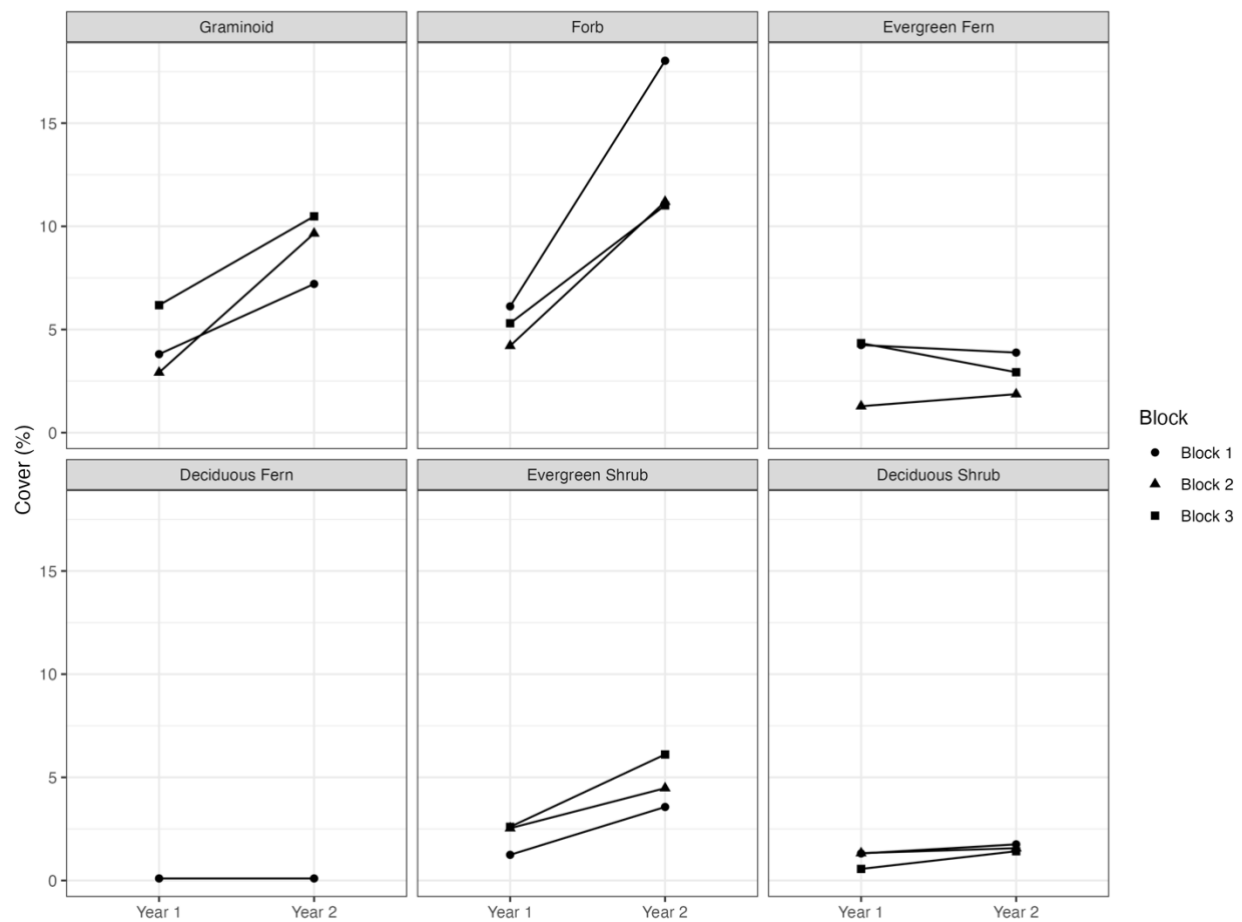 Graminoid Forb Evergreen Fern
15
10
5
0
Cover (%)
Deciduous Fern Evergreen Shrub Deciduous Shrub
15
10
5
0
Year 1 Year 2 Year 1 Year 2 Year 1 Year 2
Block
Block 1
Block 2
Block 3